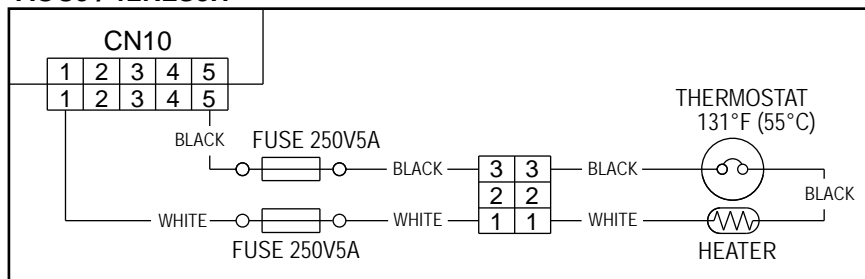 CN10
1 2 3 4 5
1 2 3 4 5
THERMOSTAT
131°F (55°C)
BLACK
FUSE 250V5A
BLACK
3 3
BLACK
2 2
BLACK
WHITE
WHITE
1 1
WHITE
FUSE 250V5A
HEATER